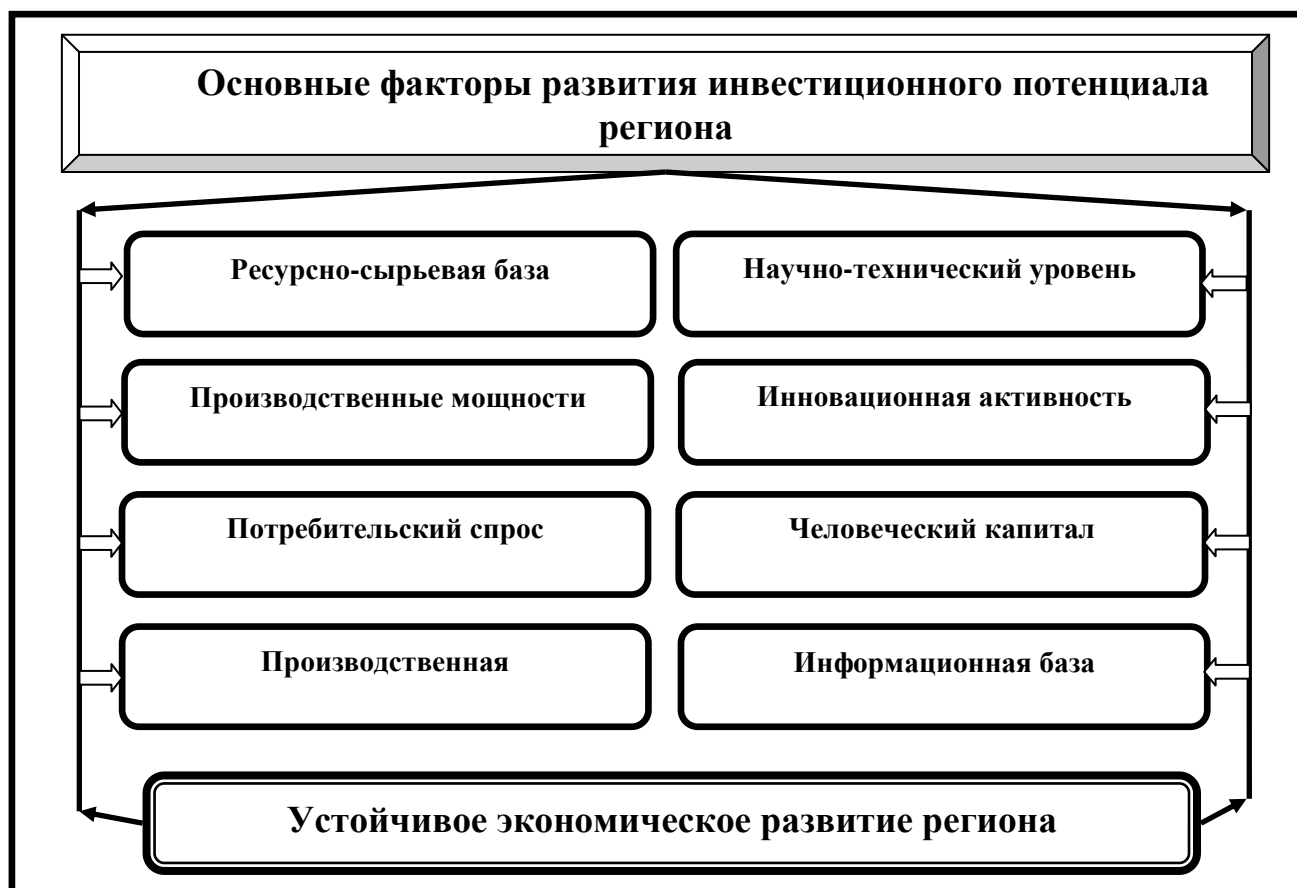 Основные факторы развития инвестиционного потенциала
региона
Ресурсно-сырьевая база
Научно-технический уровень
Производственные мощности
Инновационная активность
Потребительский спрос
Человеческий капитал
Производственная
Информационная база
Устойчивое экономическое развитие региона